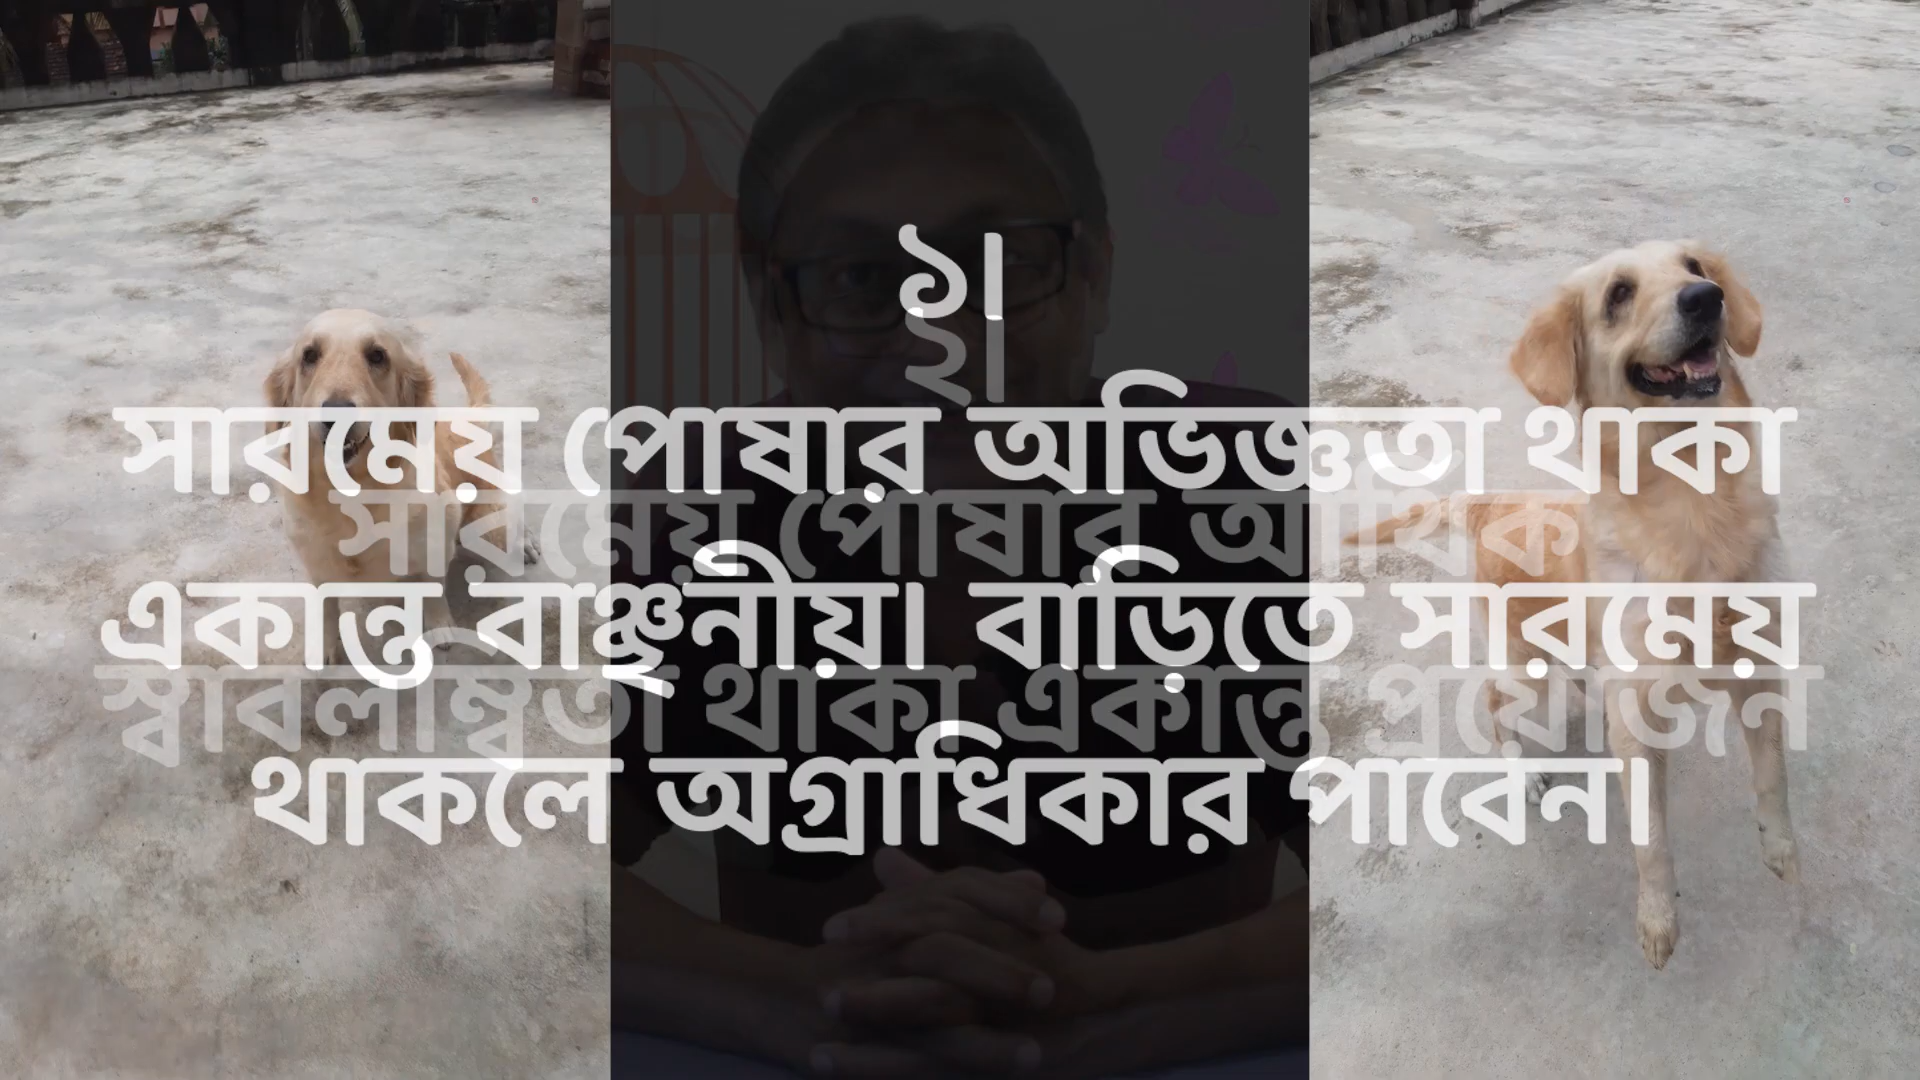 ১।
২।
সারমেয় পোষার অভিজ্ঞতা থাকা
সারমেয় পোষার আর্থিক
একান্ত বাঞ্ছনীয়। বাড়িতে সারমেয়
স্বাবলম্বিতা থাকা একান্ত প্রয়োজন
থাকলে অগ্রাধিকার পাবেন।